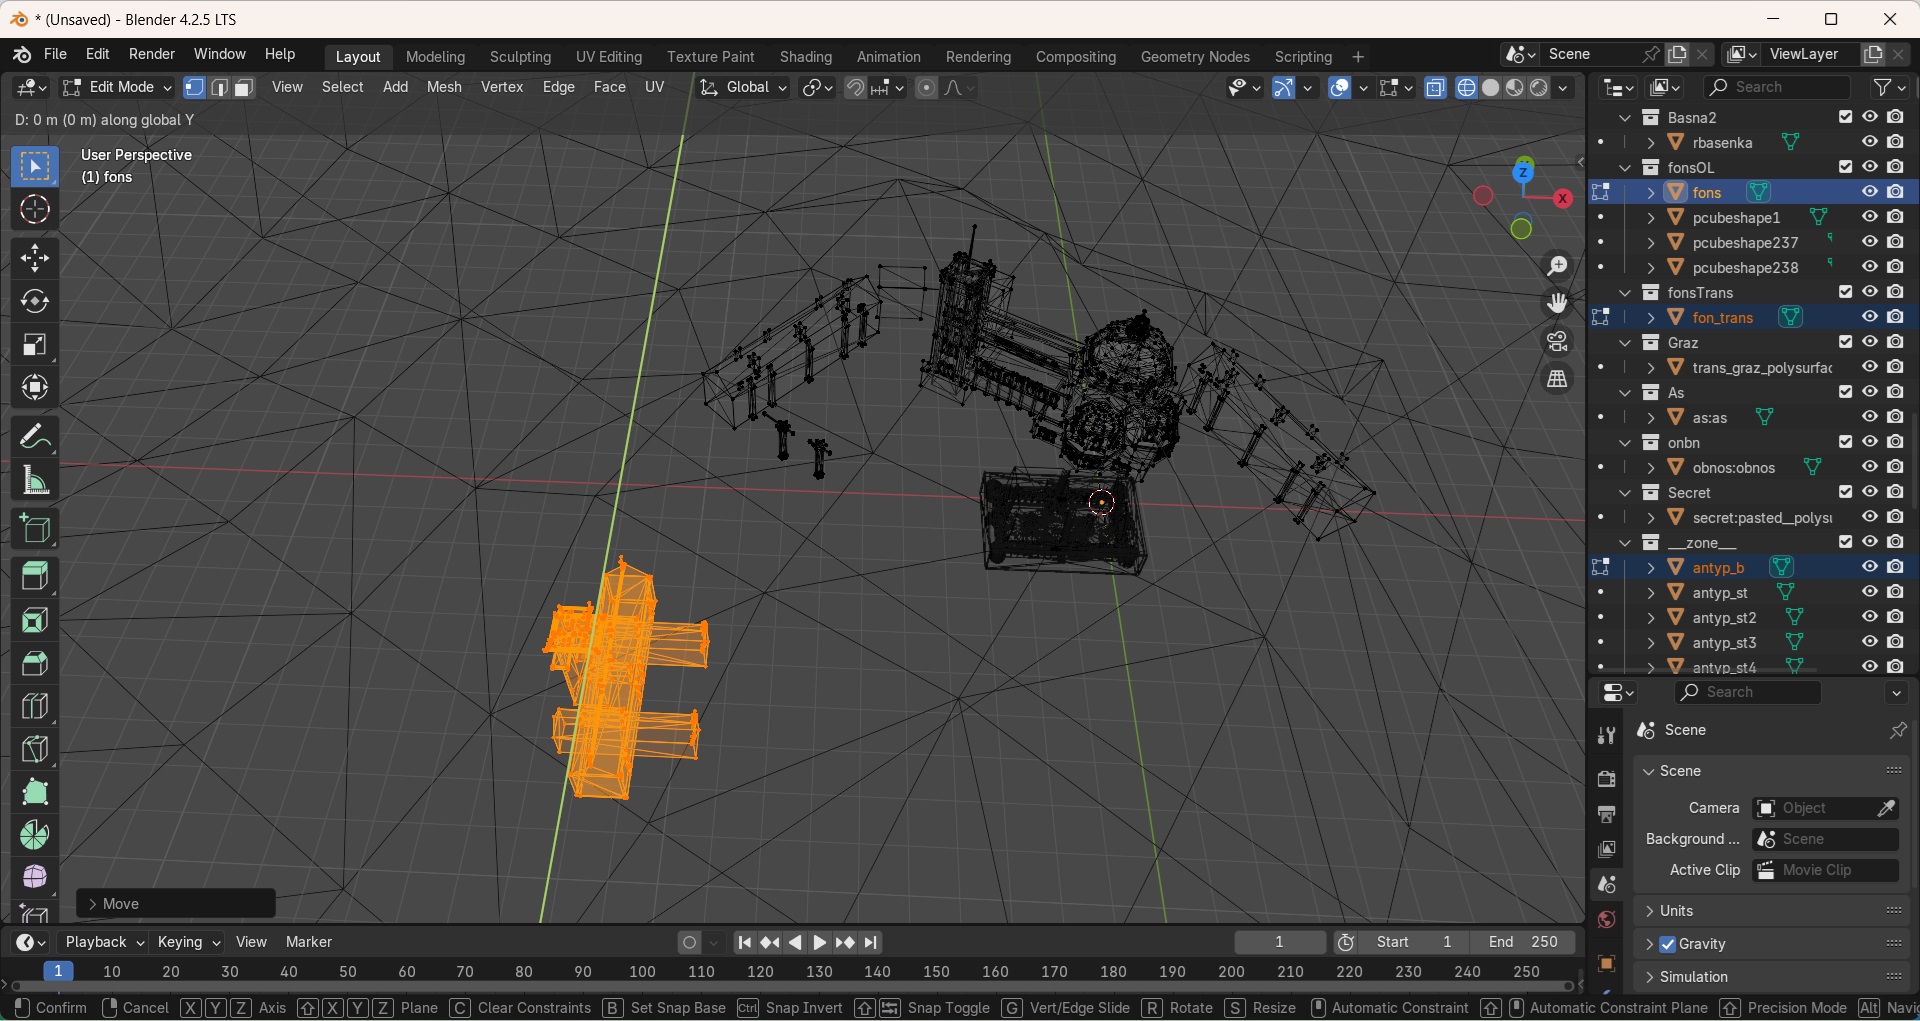 * (Unsaved) - Blender 4.2.5 LTS
File Edit Render Window Help Layout Modeling Sculpting UV Editing Texture Paint Shading Animation Rendering Compositing Geometry Nodes Scripting + Scene ViewLayer
Edit Mode View Select Add Mesh Vertex Edge Face UV Global Search
D: 0 m (0 m) along global Y
User Perspective
(1) fons
Z
X
Basna2
rbasenka
fonsOL
fons
pcubeshape1
pcubeshape237
pcubeshape238
fonsTrans
fon_trans
Graz
trans_graz_polysurfac
As
as:as
onbn
obnos:obnos
Secret
secret:pasted__polysu
__zone__
antyp_b
antyp_st
antyp_st2
antyp_st3
antyp_st4
Search
Scene
Scene
Camera Object
Background ... Scene
Active Clip Movie Clip
Units
Gravity
Simulation
Move
Playback Keying View Marker 1 Start 1 End 250
1 10 20 30 40 50 60 70 80 90 100 110 120 130 140 150 160 170 180 190 200 210 220 230 240 250
Confirm Cancel X Y Z Axis X Y Z Plane C Clear Constraints B Set Snap Base Ctrl Snap Invert Snap Toggle G Vert/Edge Slide R Rotate S Resize Automatic Constraint Automatic Constraint Plane Precision Mode Alt Navi